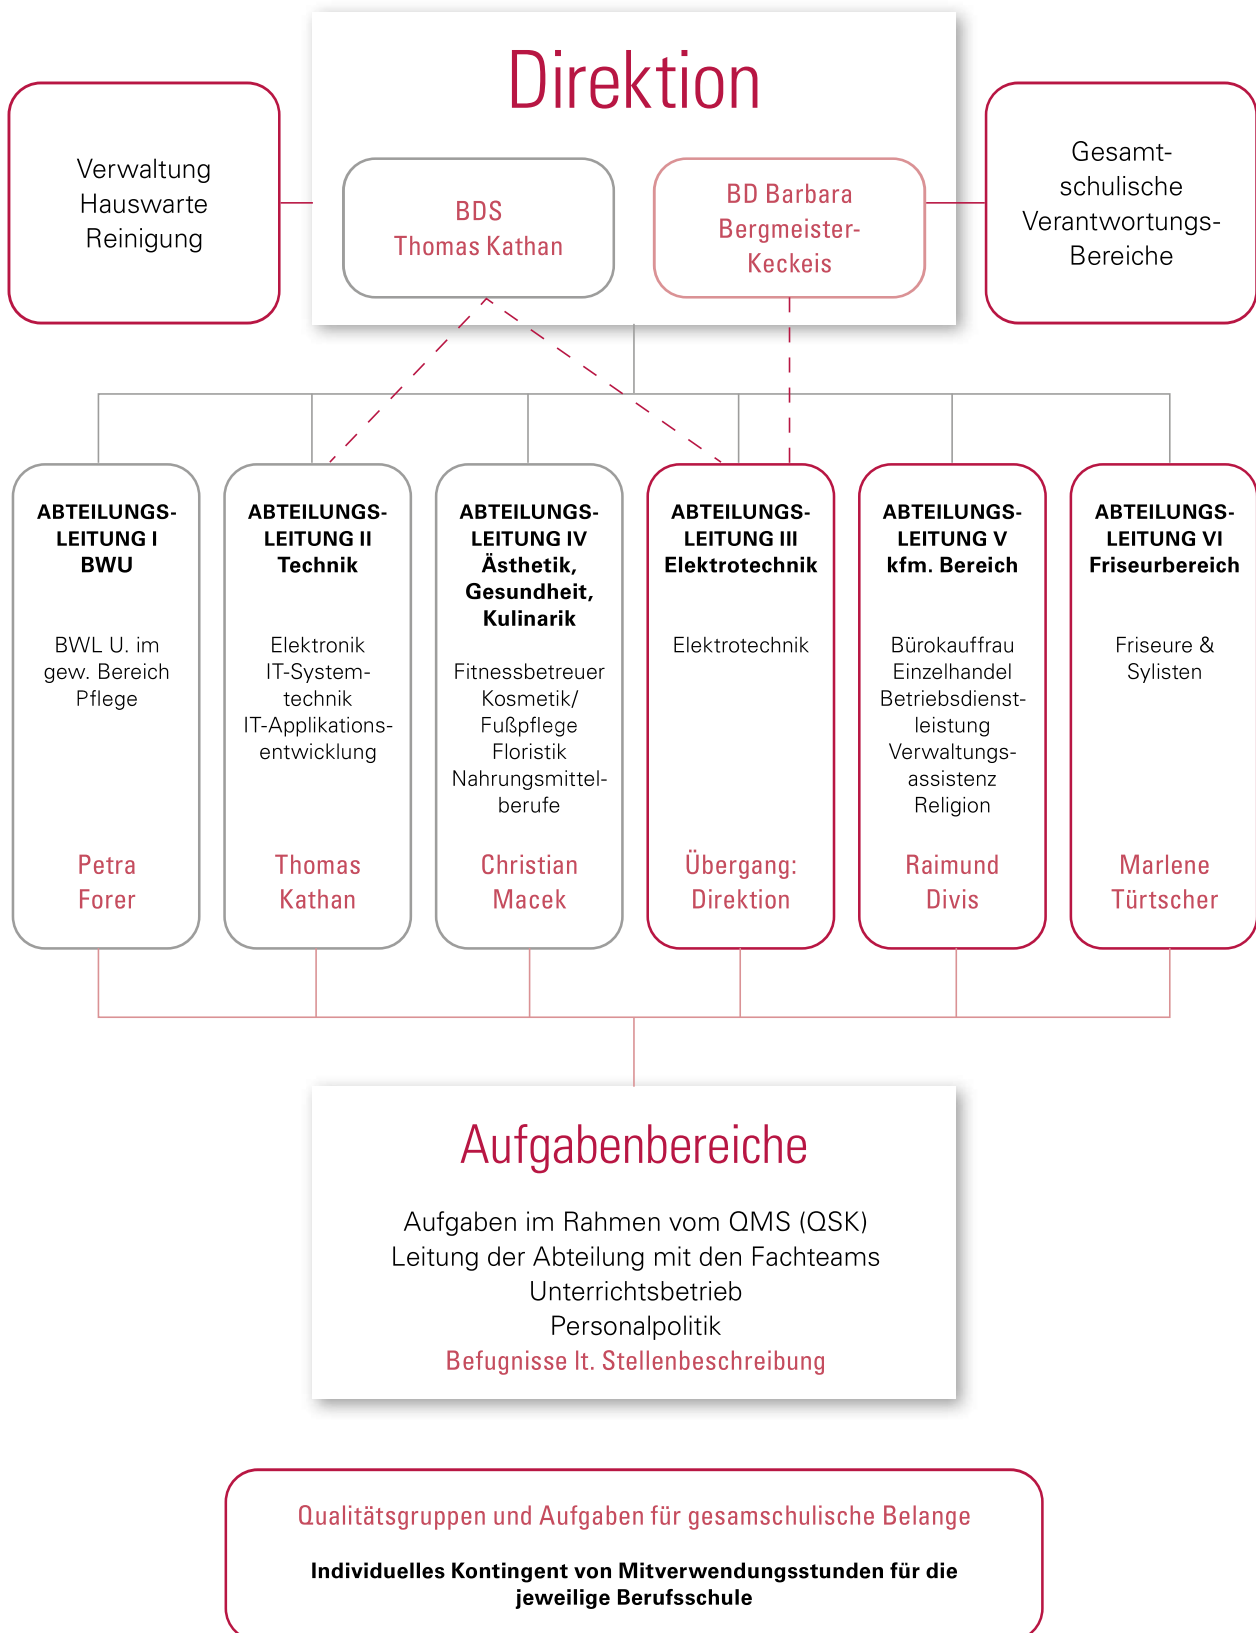 Direktion
Verwaltung
Hauswarte
Reinigung
BDS
Thomas Kathan
BD Barbara
Bergmeister-
Keckeis
Gesamt-
schulische
Verantwortungs-
Bereiche
ABTEILUNGS-
LEITUNG I
BWU
BWL U. im
gew. Bereich
Pflege
Petra
Forer
ABTEILUNGS-
LEITUNG II
Technik
Elektronik
IT-System-
technik
IT-Applikations-
entwicklung
Thomas
Kathan
ABTEILUNGS-
LEITUNG IV
Ästhetik,
Gesundheit,
Kulinarik
Fitnessbetreuer
Kosmetik/
Fußpflege
Floristik
Nahrungsmittel-
berufe
Christian
Macek
ABTEILUNGS-
LEITUNG III
Elektrotechnik
Elektrotechnik
Übergang:
Direktion
ABTEILUNGS-
LEITUNG V
kfm. Bereich
Bürokauffrau
Einzelhandel
Betriebsdienst-
leistung
Verwaltungs-
assistenz
Religion
Raimund
Divis
ABTEILUNGS-
LEITUNG VI
Friseurbereich
Friseure &
Sylisten
Marlene
Türtscher
Aufgabenbereiche
Aufgaben im Rahmen vom QMS (QSK)
Leitung der Abteilung mit den Fachteams
Unterrichtsbetrieb
Personalpolitik
Befugnisse lt. Stellenbeschreibung
Qualitätsgruppen und Aufgaben für gesamschulische Belange
Individuelles Kontingent von Mitverwendungsstunden für die
jeweilige Berufsschule